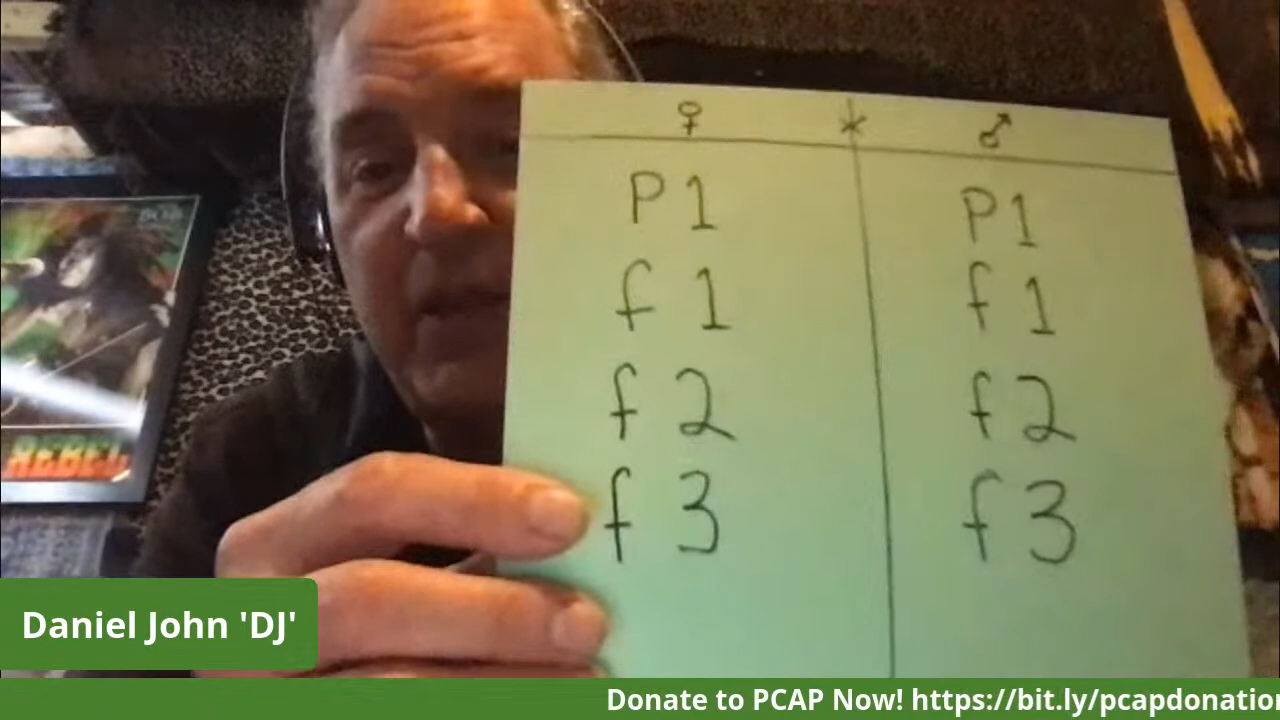 ♀ × ♂
P1 P1
f1 f1
f2 f2
f3 f3
REBEL
Daniel John 'DJ'
Donate to PCAP Now! https://bit.ly/pcapdonation